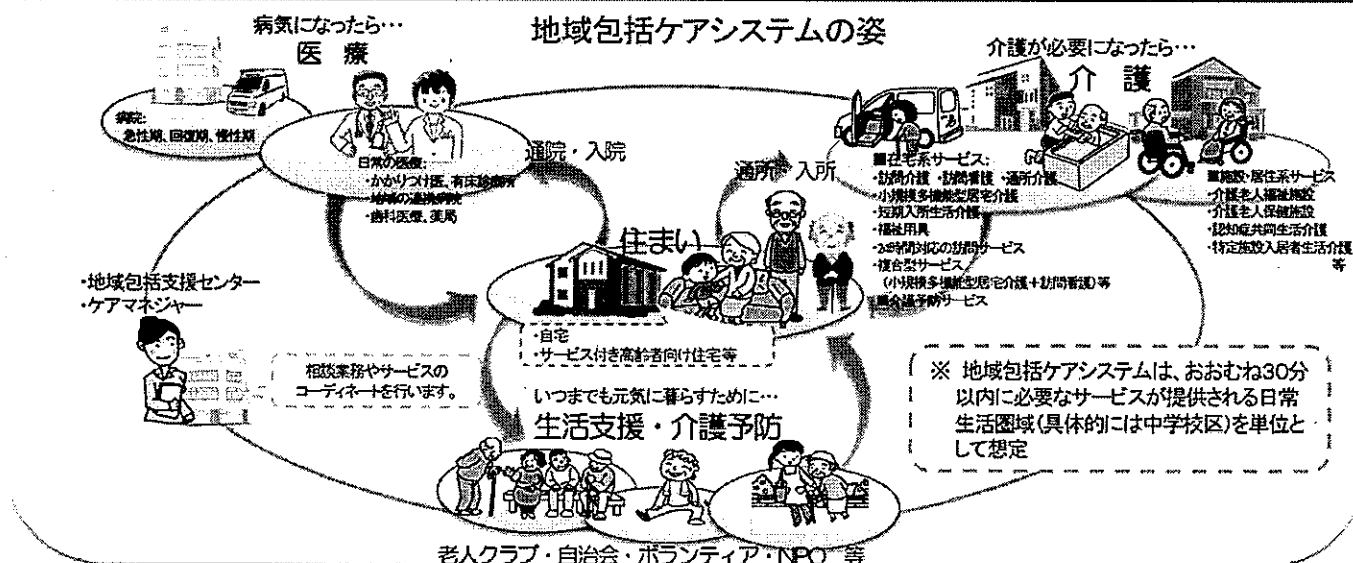 地域包括ケアシステムの姿
病気になったら…
医 療
病院:
急性期、回復期、慢性期
日常の医療:
・かかりつけ医、有床診療所
・地域の連携病院
・歯科医療、薬局
通院・入院
通所・入所
介護が必要になったら…
介 護
■在宅系サービス:
・訪問介護 ・訪問看護 ・通所介護
・小規模多機能型居宅介護
・短期入所生活介護
・福祉用具
・24時間対応の訪問サービス
・複合型サービス
(小規模多機能型居宅介護+訪問看護)等
■介護予防サービス
■施設・居住系サービス
・介護老人福祉施設
・介護老人保健施設
・認知症共同生活介護
・特定施設入居者生活介護
等
住まい
・自宅
・サービス付き高齢者向け住宅等
・地域包括支援センター
・ケアマネジャー
相談業務やサービスの
コーディネートを行います。
いつまでも元気に暮らすために…
生活支援・介護予防
老人クラブ・自治会・ボランティア・NPO 等
※ 地域包括ケアシステムは、おおむね30分
以内に必要なサービスが提供される日常
生活圏域(具体的には中学校区)を単位と
して想定